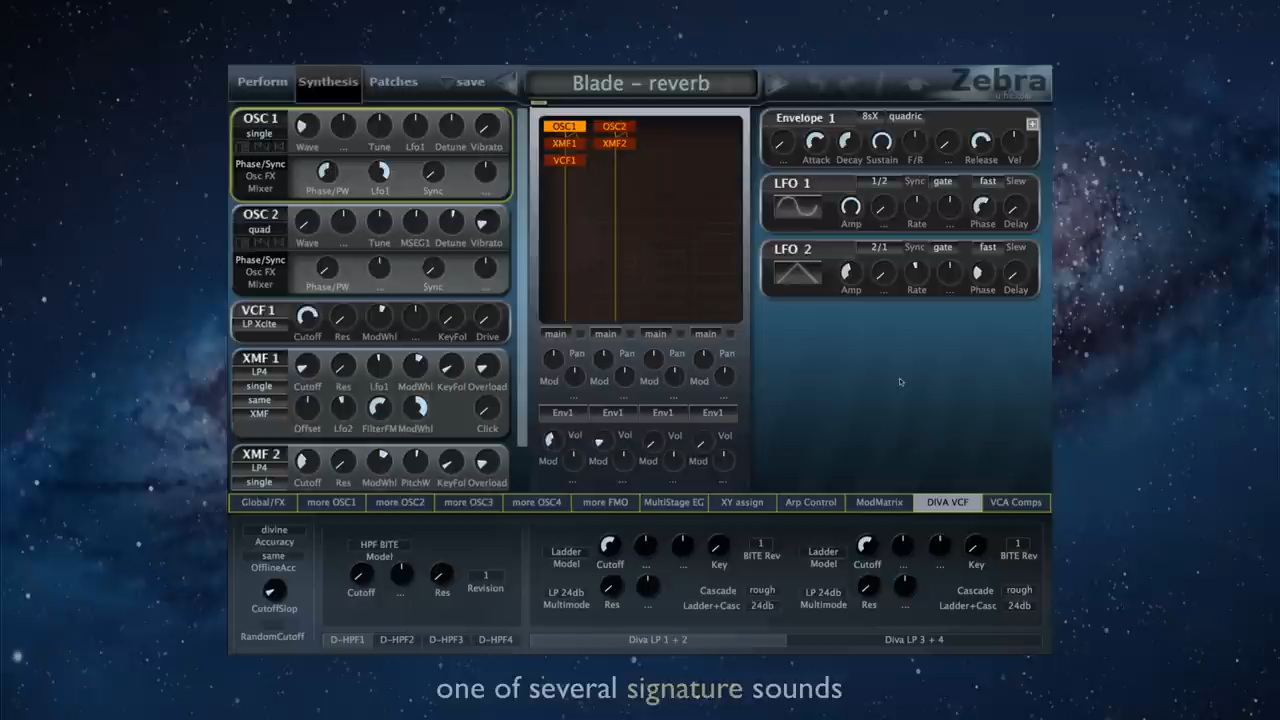 Perform Synthesis Patches save Blade - reverb Zebra
u-he.com
OSC 1
single
Wave ... Tune Lfo1 Detune Vibrato
Phase/Sync
Osc FX
Mixer
Phase/PW Lfo1 Sync ...
OSC 2
quad
Wave ... Tune MSEG1 Detune Vibrato
Phase/Sync
Osc FX
Mixer
Phase/PW ... Sync ...
VCF 1
LP Xcite
Cutoff Res ModWhl ... KeyFol Drive
XMF 1
LP4
single
same
XMF
Cutoff Res Lfo1 ModWhl KeyFol Overload
Offset Lfo2 FilterFM ModWhl Click
XMF 2
LP4
single
Cutoff Res ModWhl PitchW KeyFol Overload
OSC1 OSC2
XMF1 XMF2
VCF1
main main main main
Pan Pan Pan Pan
Mod Mod Mod Mod
... ... ... ...
Env1 Env1 Env1 Env1
Vol Vol Vol Vol
Mod Mod Mod Mod
... ... ... ...
Envelope 1 8sX quadric
... Attack Decay Sustain F/R ... Release Vel
LFO 1 1/2 Sync gate fast Slew
Amp ... Rate ... Phase Delay
LFO 2 2/1 Sync gate fast Slew
Amp ... Rate ... Phase Delay
Global/FX more OSC1 more OSC2 more OSC3 more OSC4 more FMO MultiStage EG XY assign Arp Control ModMatrix DIVA VCF VCA Comps
divine
Accuracy
same
OfflineAcc
CutoffSlop
RandomCutoff
HPF BITE
Model
Cutoff ... Res
1
Revision
D-HPF1 D-HPF2 D-HPF3 D-HPF4
Ladder
Model
Cutoff ... ... Key
1
BITE Rev
LP 24db
Multimode
Res ...
Cascade rough
Ladder+Casc 24db
Ladder
Model
Cutoff ... ... Key
1
BITE Rev
LP 24db
Multimode
Res ...
Cascade rough
Ladder+Casc 24db
Diva LP 1 + 2 Diva LP 3 + 4
one of several signature sounds